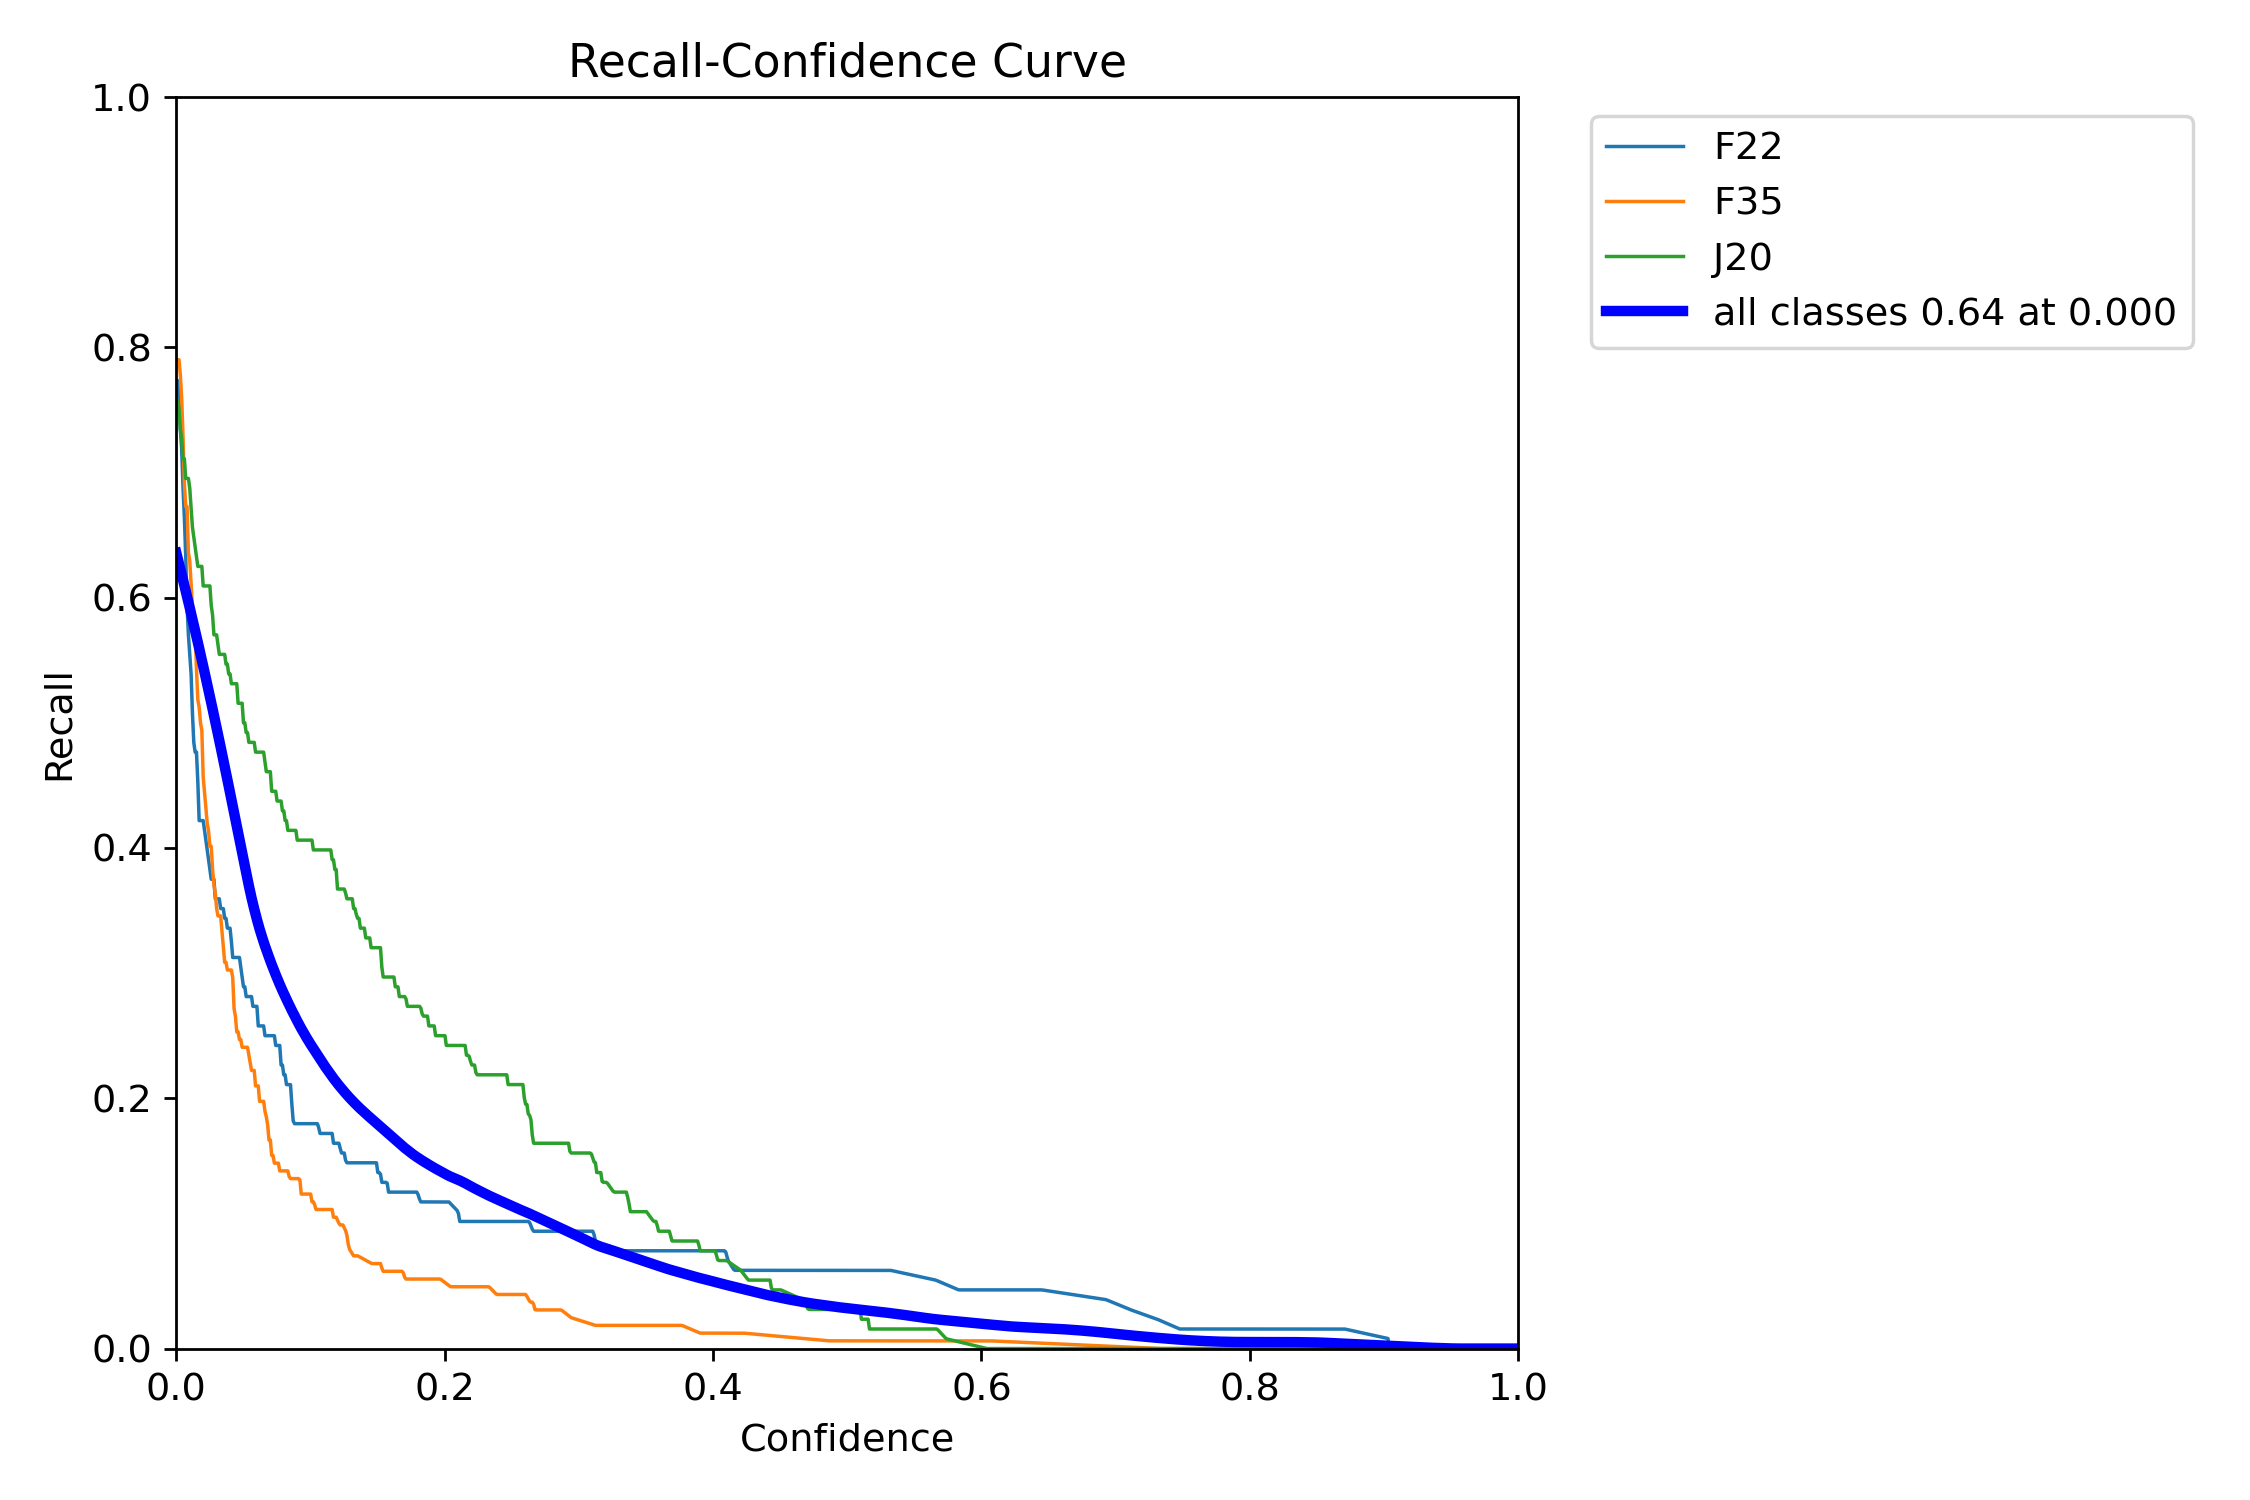 Recall-Confidence Curve
1.0
0.8
0.6
0.4
0.2
0.0
Recall
0.0 0.2 0.4 0.6 0.8 1.0
Confidence
F22
F35
J20
all classes 0.64 at 0.000